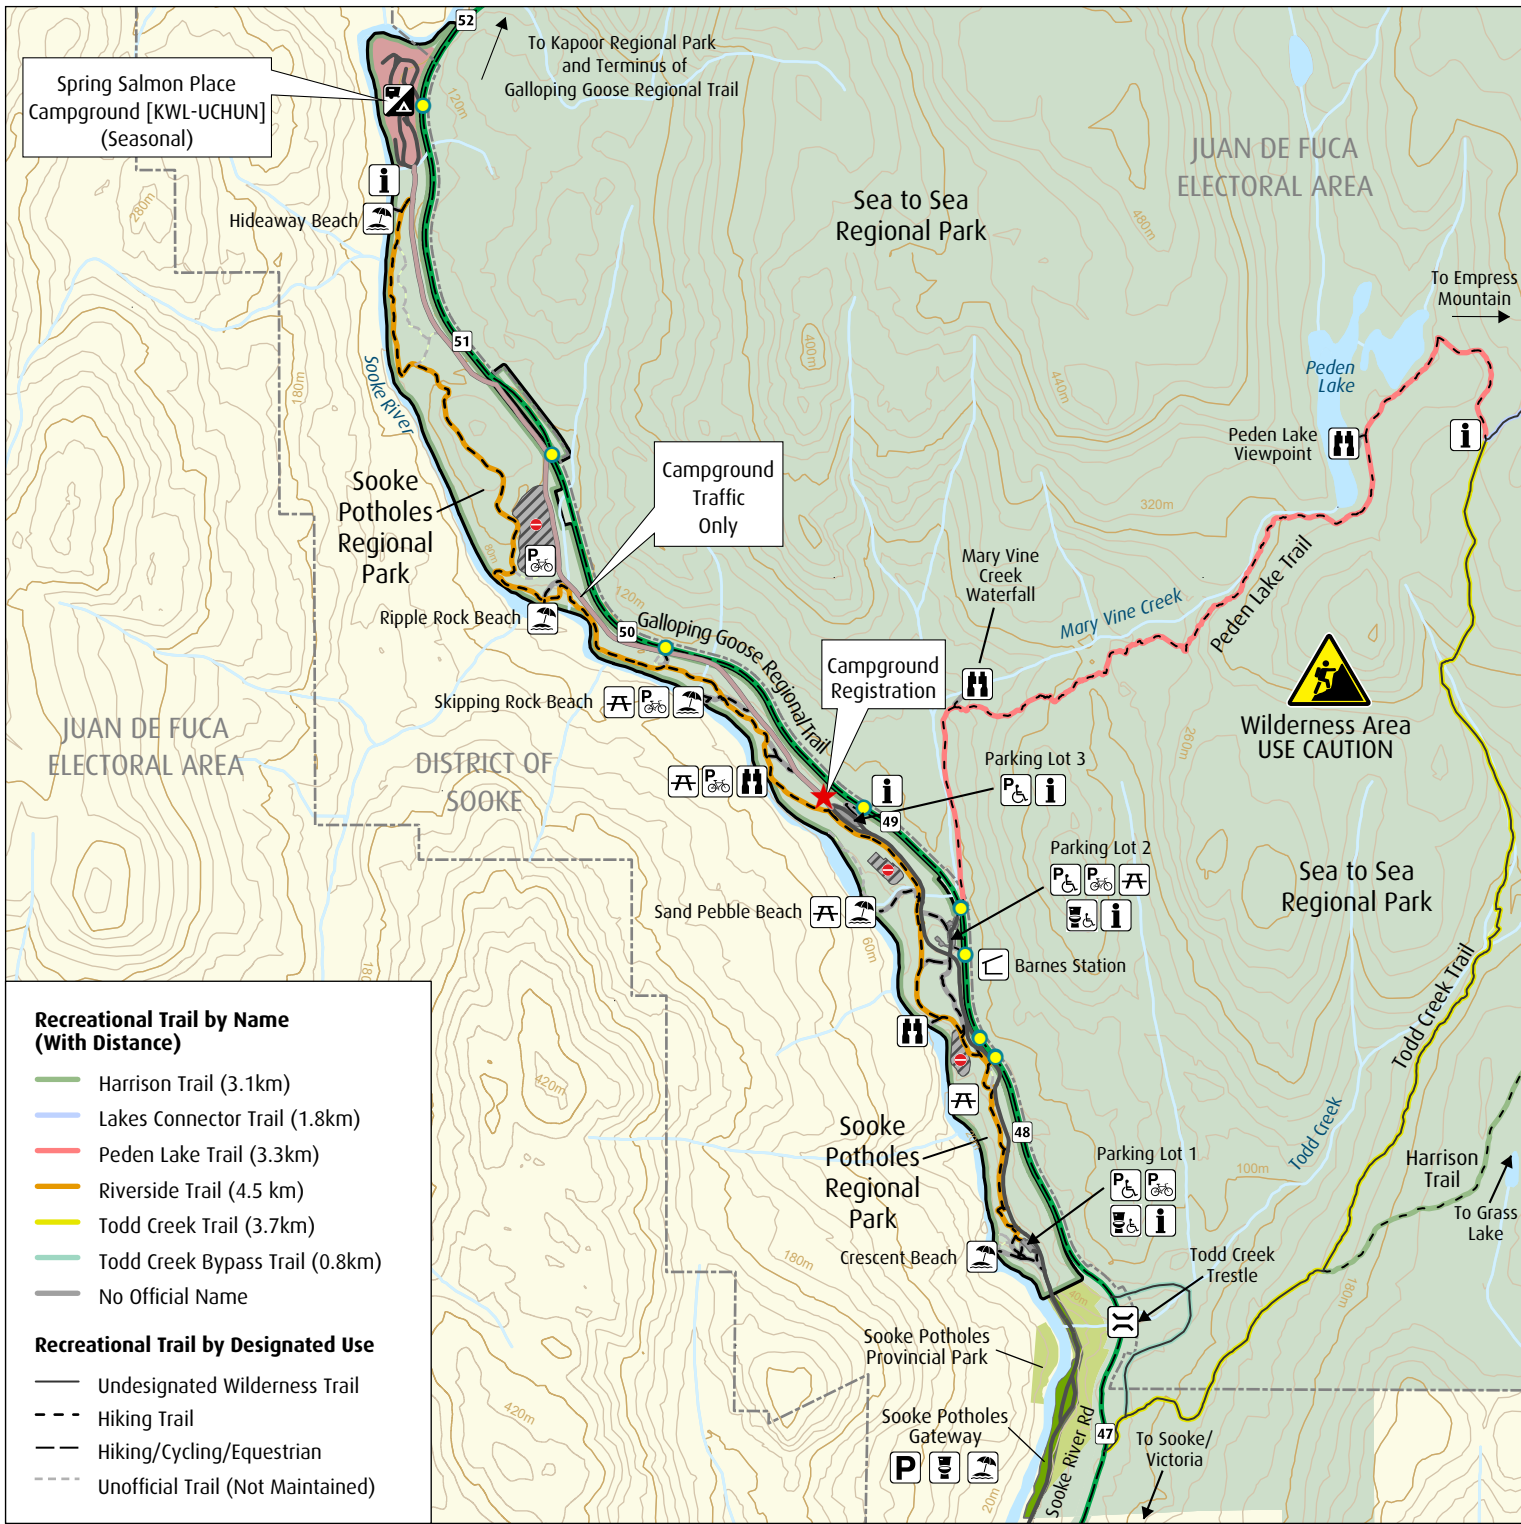 52
To Kapoor Regional Park
and Terminus of
Galloping Goose Regional Trail
Spring Salmon Place
Campground [KWL-UCHUN]
(Seasonal)
120m
JUAN DE FUCA
ELECTORAL AREA
Sea to Sea
Regional Park
280m
480m
Hideaway Beach
To Empress
Mountain
51
400m
180m
Sooke River
440m
Peden
Lake
Peden Lake
Viewpoint
Campground
Traffic
Only
Sooke
Potholes
Regional
Park
320m
80m
P
Mary Vine
Creek
Waterfall
Peden Lake Trail
120m
Mary Vine Creek
Ripple Rock Beach
50
Galloping Goose Regional Trail
Campground
Registration
Skipping Rock Beach
P
Wilderness Area
USE CAUTION
JUAN DE FUCA
ELECTORAL AREA
DISTRICT OF
SOOKE
260m
Parking Lot 3
P
P
49
Parking Lot 2
P
P
Sea to Sea
Regional Park
Sand Pebble Beach
60m
180m
Barnes Station
Todd Creek Trail
Recreational Trail by Name
(With Distance)
Harrison Trail (3.1km)
Lakes Connector Trail (1.8km)
Peden Lake Trail (3.3km)
Riverside Trail (4.5 km)
Todd Creek Trail (3.7km)
Todd Creek Bypass Trail (0.8km)
No Official Name
Recreational Trail by Designated Use
Undesignated Wilderness Trail
Hiking Trail
Hiking/Cycling/Equestrian
Unofficial Trail (Not Maintained)
420m
Sooke
Potholes
Regional
Park
48
Todd Creek
100m
Parking Lot 1
P
P
Harrison
Trail
To Grass
Lake
180m
Crescent Beach
Todd Creek
Trestle
180m
40m
Sooke Potholes
Provincial Park
420m
Sooke Potholes
Gateway
P
Sooke River Rd
47
To Sooke/
Victoria
20m